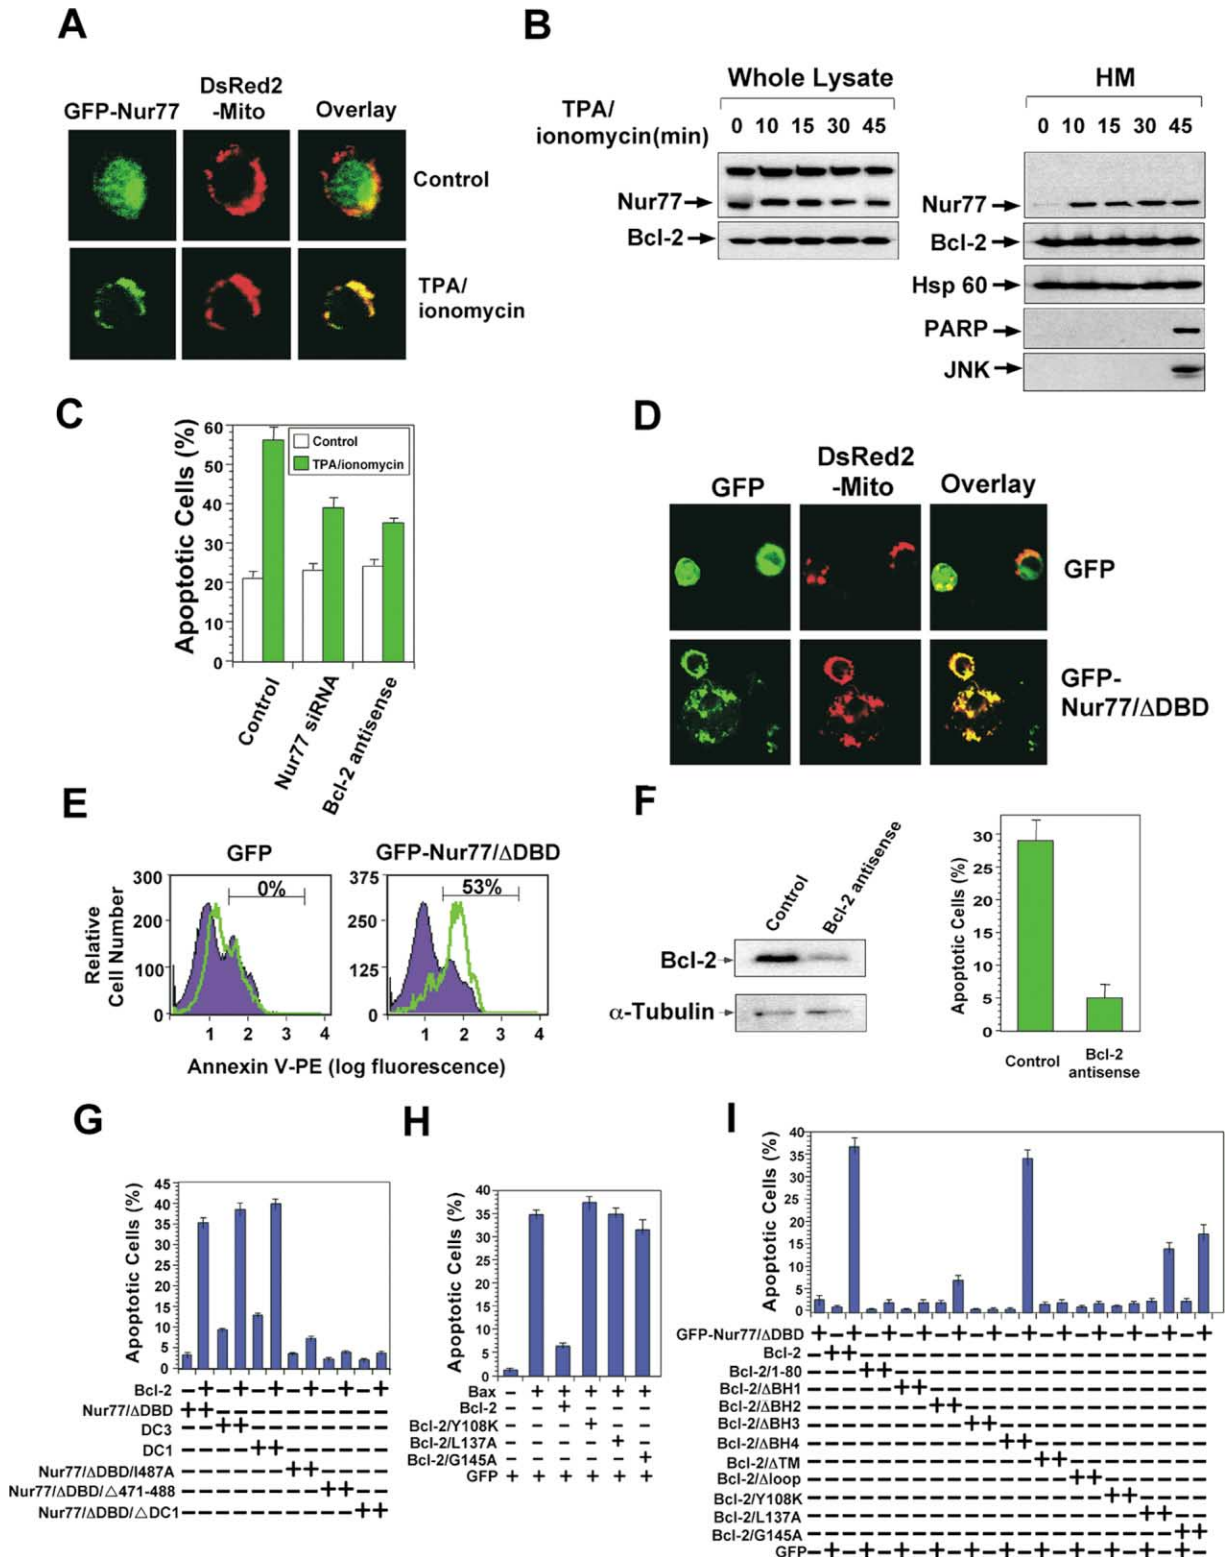 A
GFP-Nur77
DsRed2
-Mito
Overlay
Control
TPA/
ionomycin
B
Whole Lysate
HM
TPA/
ionomycin(min)
0 10 15 30 45
0 10 15 30 45
Nur77
Bcl-2
Nur77
Bcl-2
Hsp 60
PARP
JNK
C
Apoptotic Cells (%)
60
50
40
30
20
10
0
Control
TPA/ionomycin
Control
Nur77 siRNA
Bcl-2 antisense
D
GFP
DsRed2
-Mito
Overlay
GFP
GFP-
Nur77/ΔDBD
E
GFP
GFP-Nur77/ΔDBD
Relative
Cell Number
300
200
100
0
0%
1 2 3 4
375
250
125
0
53%
1 2 3 4
Annexin V-PE (log fluorescence)
F
Control
Bcl-2 antisense
Bcl-2
α-Tubulin
Apoptotic Cells (%)
30
25
20
15
10
5
0
Control
Bcl-2
antisense
G
Apoptotic Cells (%)
45
40
35
30
25
20
15
10
5
0
Bcl-2 – + – + – + – + – + – +
Nur77/ΔDBD + + – – – – – – – – – –
DC3 – – + + – – – – – – – –
DC1 – – – – + + – – – – – –
Nur77/ΔDBD/I487A – – – – – – + + – – – –
Nur77/ΔDBD/△471-488 – – – – – – – – + + – –
Nur77/ΔDBD/△DC1 – – – – – – – – – – + +
H
Apoptotic Cells (%)
40
35
30
25
20
15
10
5
0
Bax – + + + + +
Bcl-2 – – + – – –
Bcl-2/Y108K – – – + – –
Bcl-2/L137A – – – – + –
Bcl-2/G145A – – – – – +
GFP + + + + + +
I
Apoptotic Cells (%)
40
35
30
25
20
15
10
5
0
GFP-Nur77/ΔDBD + – + – + – + – + – + – + – + – + – + – + – +
Bcl-2 – + + – – – – – – – – – – – – – – – – – – – –
Bcl-2/1-80 – – – + + – – – – – – – – – – – – – – – – – –
Bcl-2/ΔBH1 – – – – – + + – – – – – – – – – – – – – – – –
Bcl-2/ΔBH2 – – – – – – – + + – – – – – – – – – – – – – –
Bcl-2/ΔBH3 – – – – – – – – – + + – – – – – – – – – – – –
Bcl-2/ΔBH4 – – – – – – – – – – – + + – – – – – – – – – –
Bcl-2/ΔTM – – – – – – – – – – – – – + + – – – – – – – –
Bcl-2/Δloop – – – – – – – – – – – – – – – + + – – – – – –
Bcl-2/Y108K – – – – – – – – – – – – – – – – – + + – – – –
Bcl-2/L137A – – – – – – – – – – – – – – – – – – – + + – –
Bcl-2/G145A – – – – – – – – – – – – – – – – – – – – – + +
GFP – + – + – + – + – + – + – + – + – + – + – + –